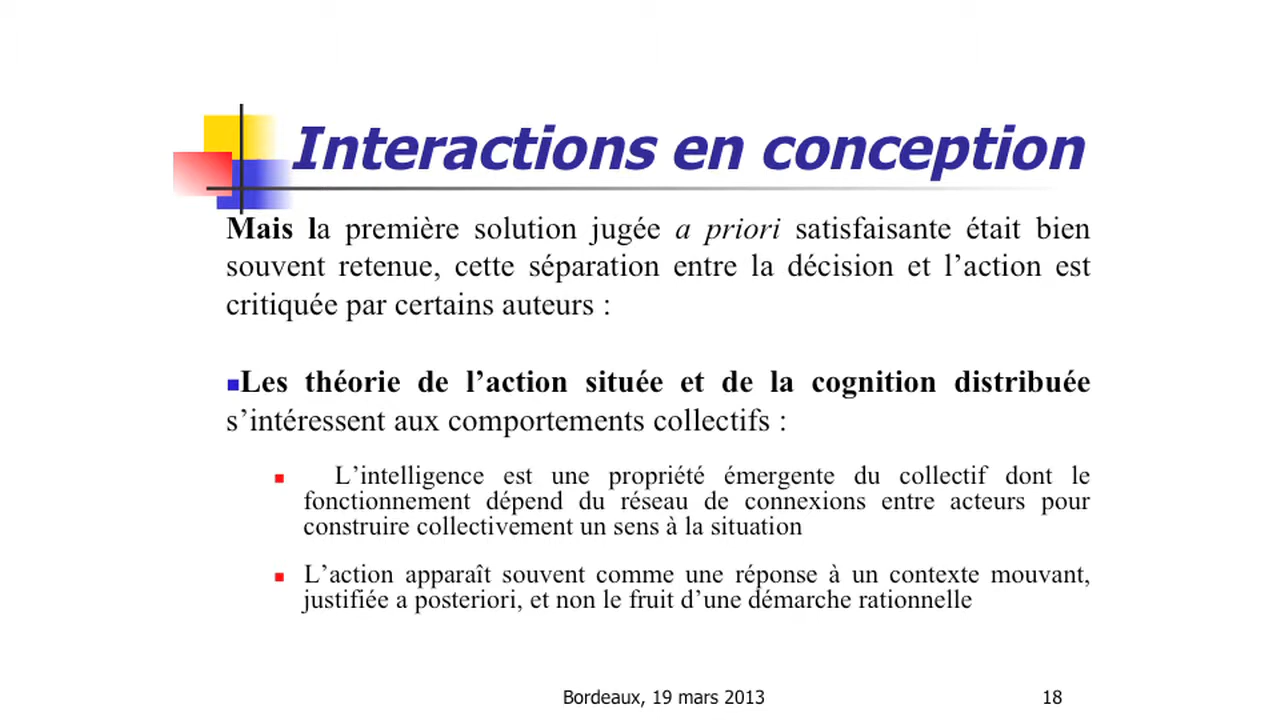 Interactions en conception
Mais la première solution jugée a priori satisfaisante était bien
souvent retenue, cette séparation entre la décision et l’action est
critiquée par certains auteurs :
Les théorie de l’action située et de la cognition distribuée
s’intéressent aux comportements collectifs :
L’intelligence est une propriété émergente du collectif dont le
fonctionnement dépend du réseau de connexions entre acteurs pour
construire collectivement un sens à la situation
L’action apparaît souvent comme une réponse à un contexte mouvant,
justifiée a posteriori, et non le fruit d’une démarche rationnelle
Bordeaux, 19 mars 2013
18